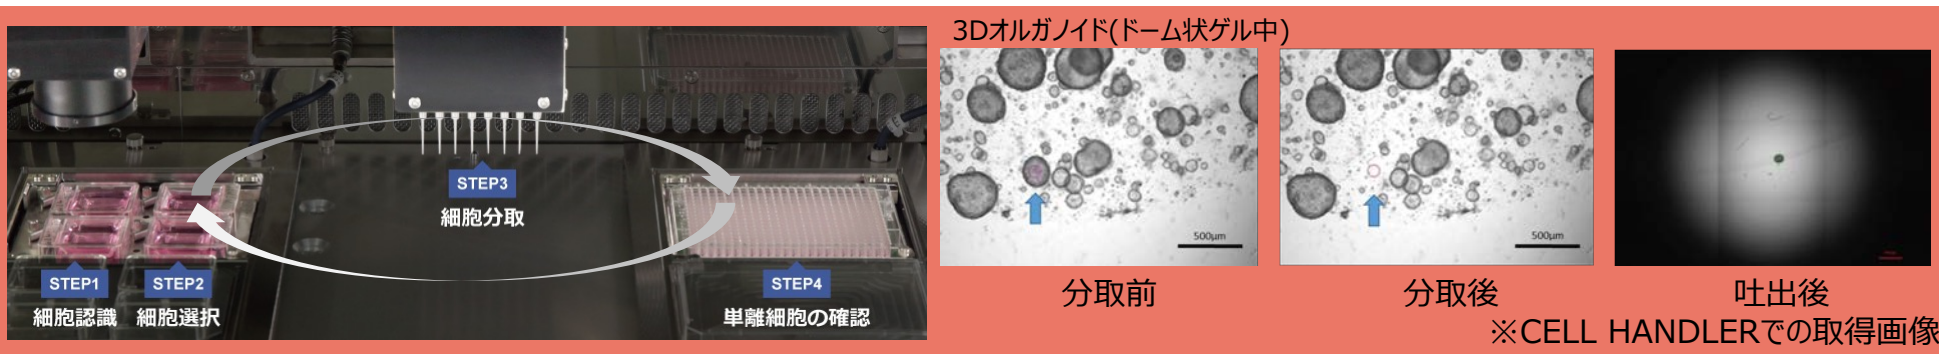 STEP1
細胞認識
STEP2
細胞選択
STEP3
細胞分取
STEP4
単離細胞の確認
3Dオルガノイド(ドーム状ゲル中)
500μm
分取前
500μm
分取後
吐出後
※CELL HANDLERでの取得画像